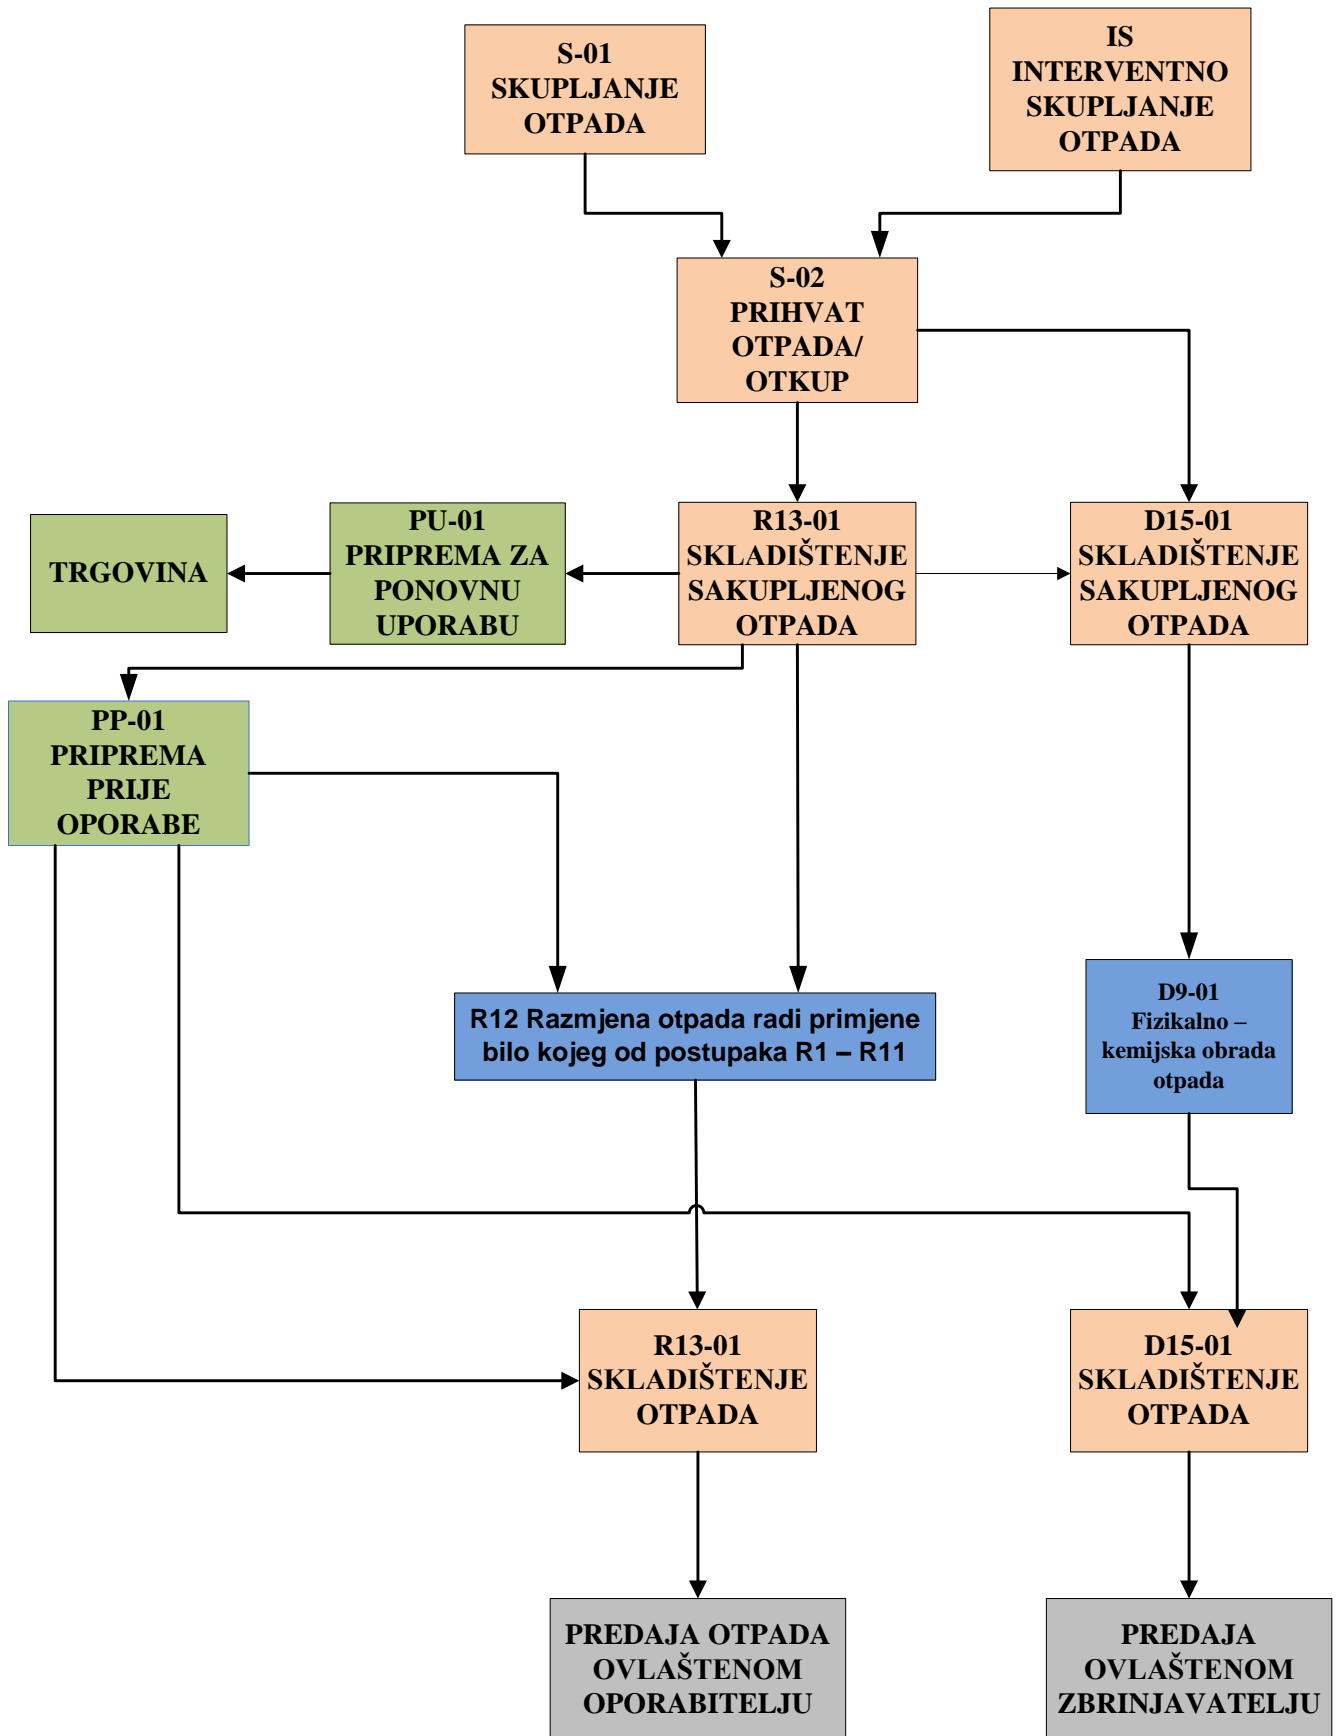 S-01
SKUPLJANJE
OTPADA
IS
INTERVENTNO
SKUPLJANJE
OTPADA
S-02
PRIHVAT
OTPADA/
OTKUP
TRGOVINA
PU-01
PRIPREMA ZA
PONOVNU
UPORABU
R13-01
SKLADIŠTENJE
SAKUPLJENOG
OTPADA
D15-01
SKLADIŠTENJE
SAKUPLJENOG
OTPADA
PP-01
PRIPREMA
PRIJE
OPORABE
R12 Razmjena otpada radi primjene
bilo kojeg od postupaka R1 – R11
D9-01
Fizikalno –
kemijska obrada
otpada
R13-01
SKLADIŠTENJE
OTPADA
D15-01
SKLADIŠTENJE
OTPADA
PREDAJA OTPADA
OVLAŠTENOM
OPORABITELJU
PREDAJA
OVLAŠTENOM
ZBRINJAVATELJU